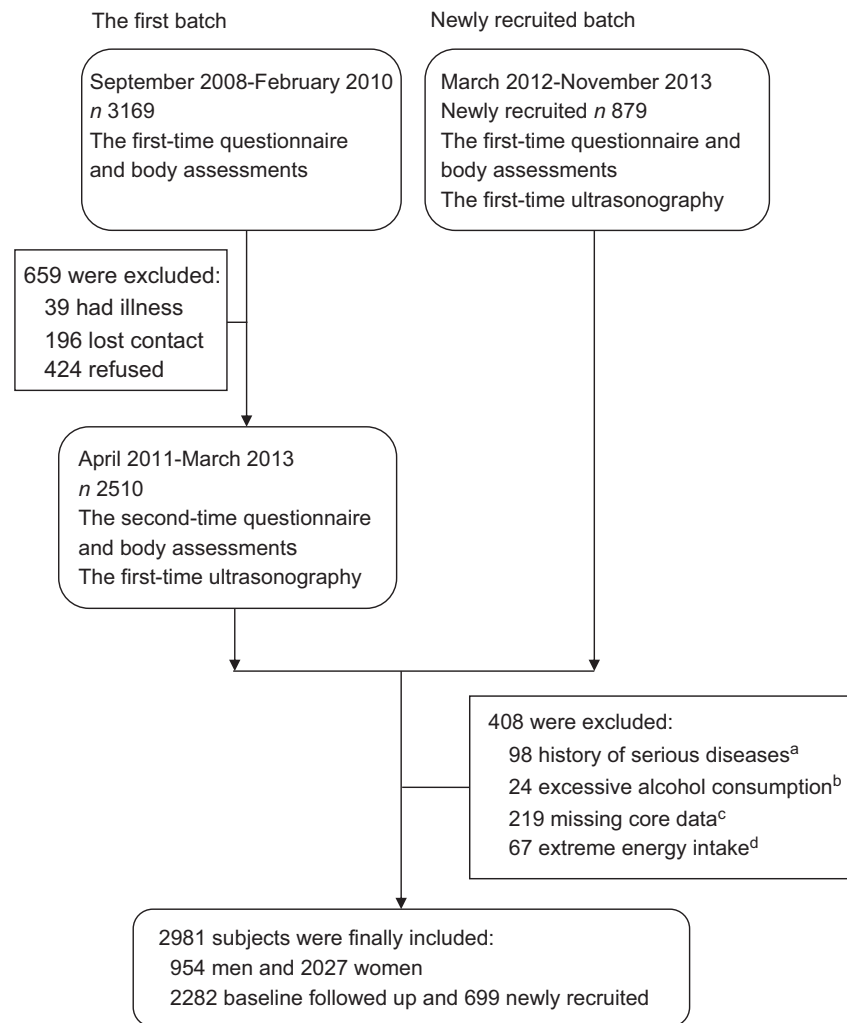 The first batch
Newly recruited batch
September 2008-February 2010
n 3169
The first-time questionnaire
and body assessments
March 2012-November 2013
Newly recruited n 879
The first-time questionnaire and
body assessments
The first-time ultrasonography
659 were excluded:
39 had illness
196 lost contact
424 refused
April 2011-March 2013
n 2510
The second-time questionnaire
and body assessments
The first-time ultrasonography
408 were excluded:
98 history of serious diseasesᵃ
24 excessive alcohol consumptionᵇ
219 missing core dataᶜ
67 extreme energy intakeᵈ
2981 subjects were finally included:
954 men and 2027 women
2282 baseline followed up and 699 newly recruited